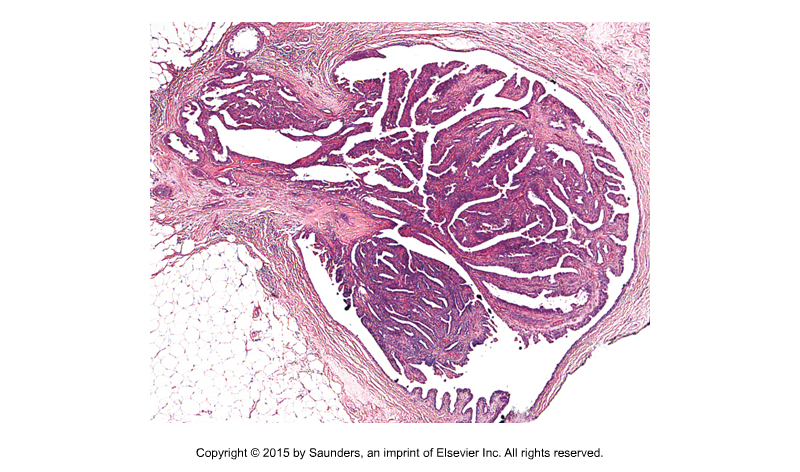 Copyright © 2015 by Saunders, an imprint of Elsevier Inc. All rights reserved.